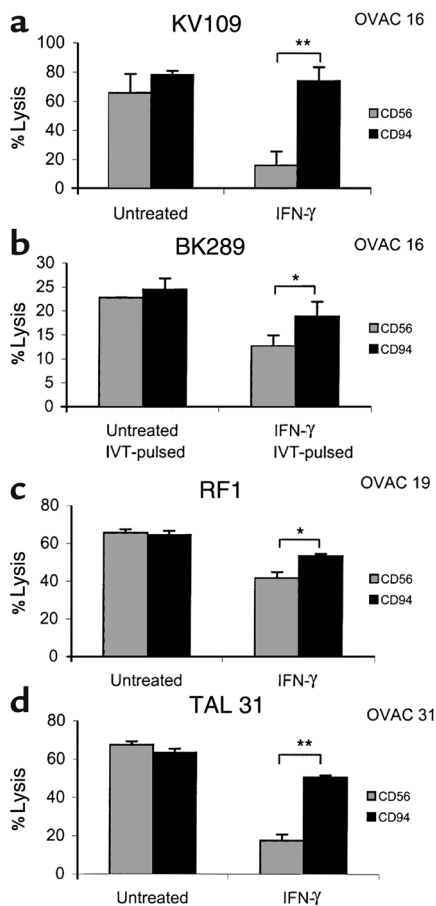 a KV109 OVAC 16
% Lysis
100
80
60
40
20
0
**
CD56
CD94
Untreated IFN-γ
b BK289 OVAC 16
% Lysis
30
25
20
15
10
5
0
*
CD56
CD94
Untreated IFN-γ
IVT-pulsed IVT-pulsed
c RF1 OVAC 19
% Lysis
80
60
40
20
0
*
CD56
CD94
Untreated IFN-γ
d TAL 31 OVAC 31
% Lysis
80
60
40
20
0
**
CD56
CD94
Untreated IFN-γ